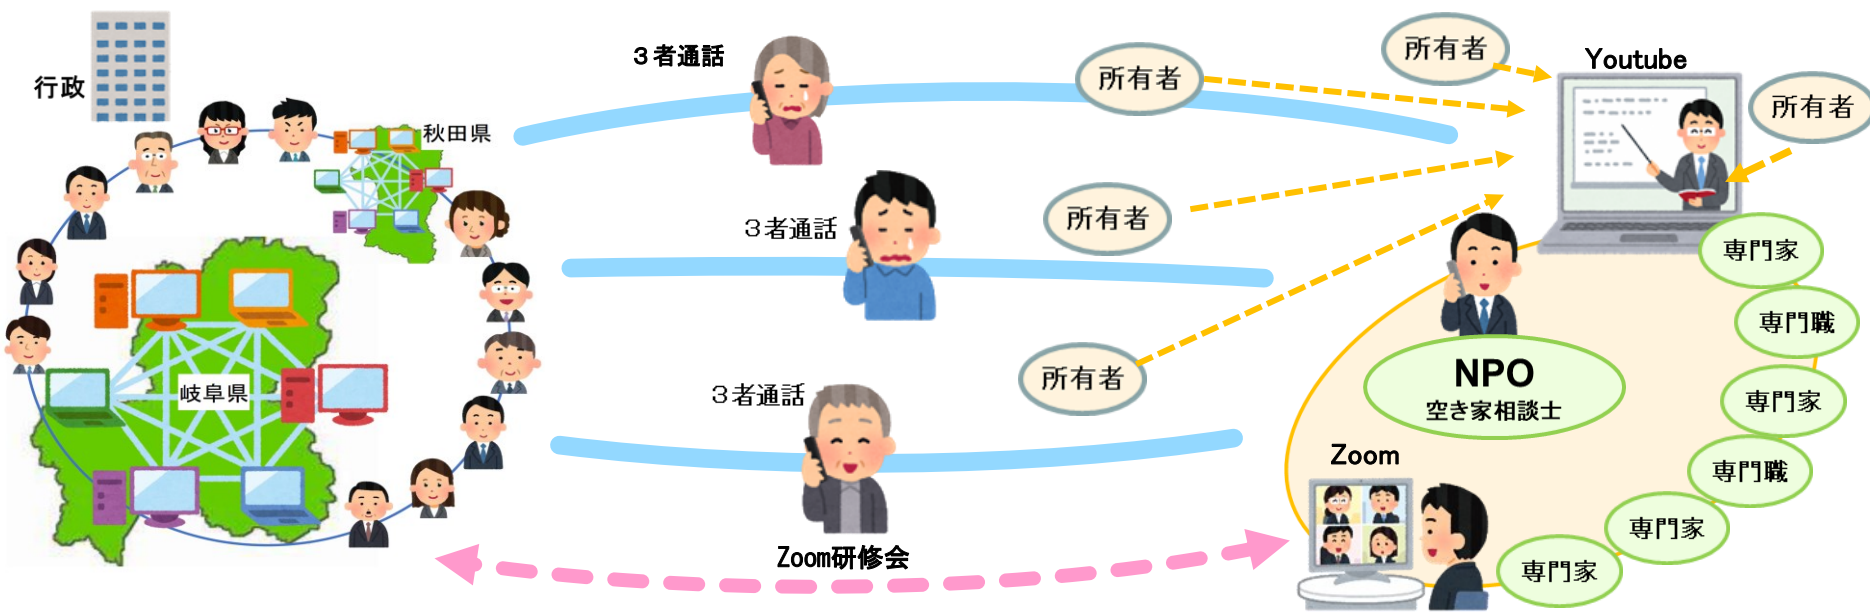 行政
秋田県
岐阜県
３者通話
３者通話
３者通話
所有者
所有者
所有者
所有者
所有者
Youtube
NPO
空き家相談士
専門家
専門職
専門家
専門職
専門家
専門家
Zoom
Zoom研修会